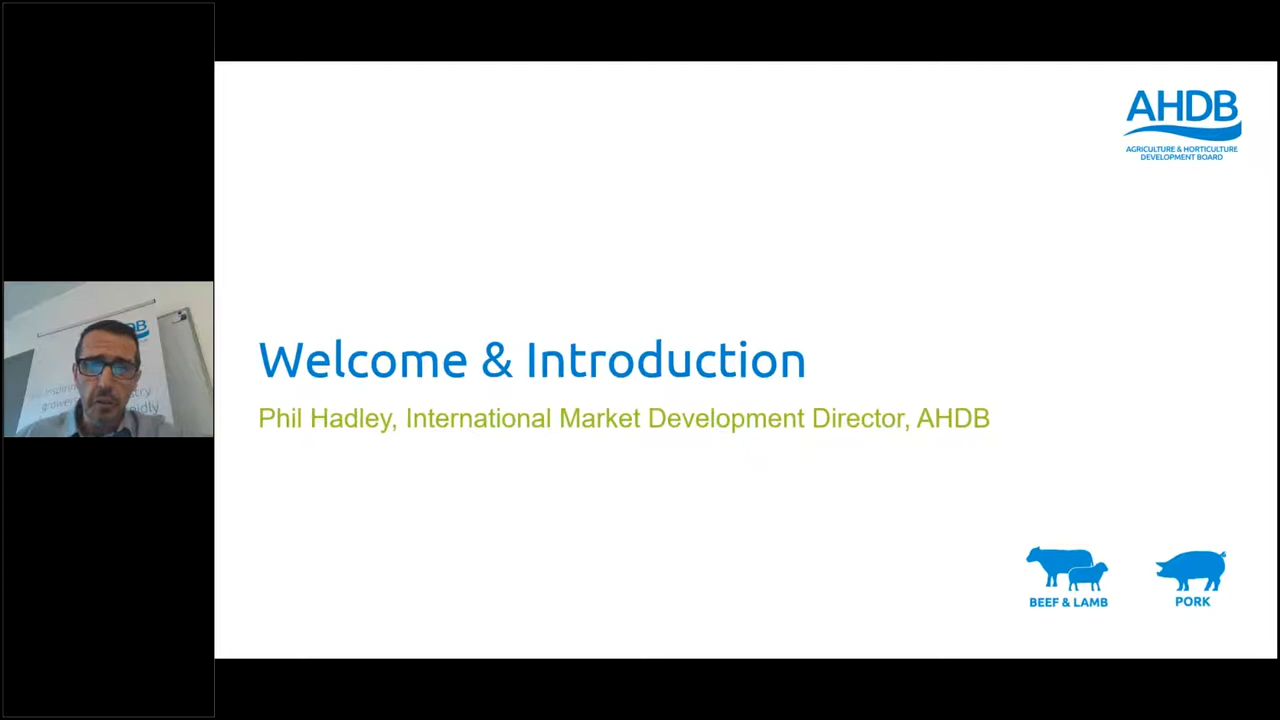 AHDB
AGRICULTURE & HORTICULTURE
DEVELOPMENT BOARD
Welcome & Introduction
Phil Hadley, International Market Development Director, AHDB
BEEF & LAMB
PORK